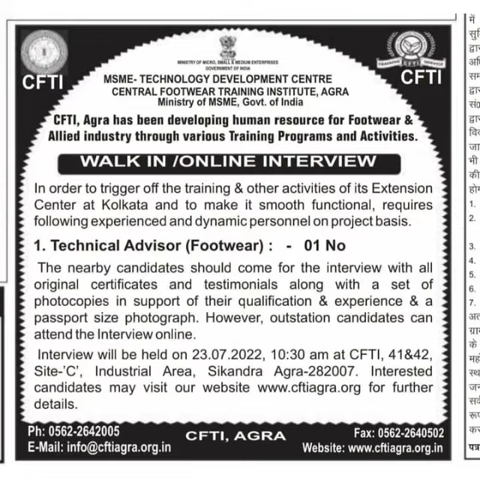 MINISTRY OF MICRO, SMALL & MEDIUM ENTERPRISES
GOVERNMENT OF INDIA
CFTI
CFTI
MSME- TECHNOLOGY DEVELOPMENT CENTRE
CENTRAL FOOTWEAR TRAINING INSTITUTE, AGRA
Ministry of MSME, Govt. of India
CFTI, Agra has been developing human resource for Footwear &
Allied industry through various Training Programs and Activities.
WALK IN /ONLINE INTERVIEW
In order to trigger off the training & other activities of its Extension
Center at Kolkata and to make it smooth functional, requires
following experienced and dynamic personnel on project basis.
1. Technical Advisor (Footwear) : - 01 No
The nearby candidates should come for the interview with all
original certificates and testimonials along with a set of
photocopies in support of their qualification & experience & a
passport size photograph. However, outstation candidates can
attend the Interview online.
Interview will be held on 23.07.2022, 10:30 am at CFTI, 41&42,
Site-'C', Industrial Area, Sikandra Agra-282007. Interested
candidates may visit our website www.cftiagra.org for further
details.
Ph: 0562-2642005
CFTI, AGRA
Fax: 0562-2640502
E-Mail: info@cftiagra.org.in
Website: www.cftiagra.org.in
में
1.
2.
3.
4.
5.
6.
7.
के